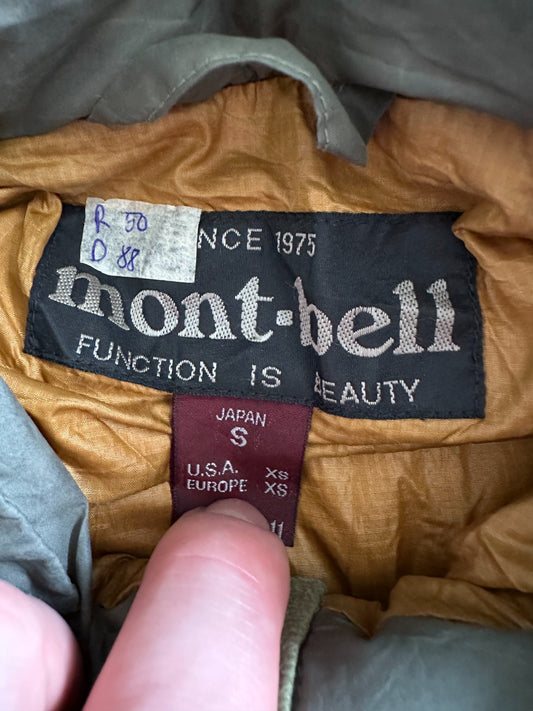 R 50
D 88
NCE 1975
mont-bell
FUNCTION IS BEAUTY
JAPAN
S
U.S.A. XS
EUROPE XS